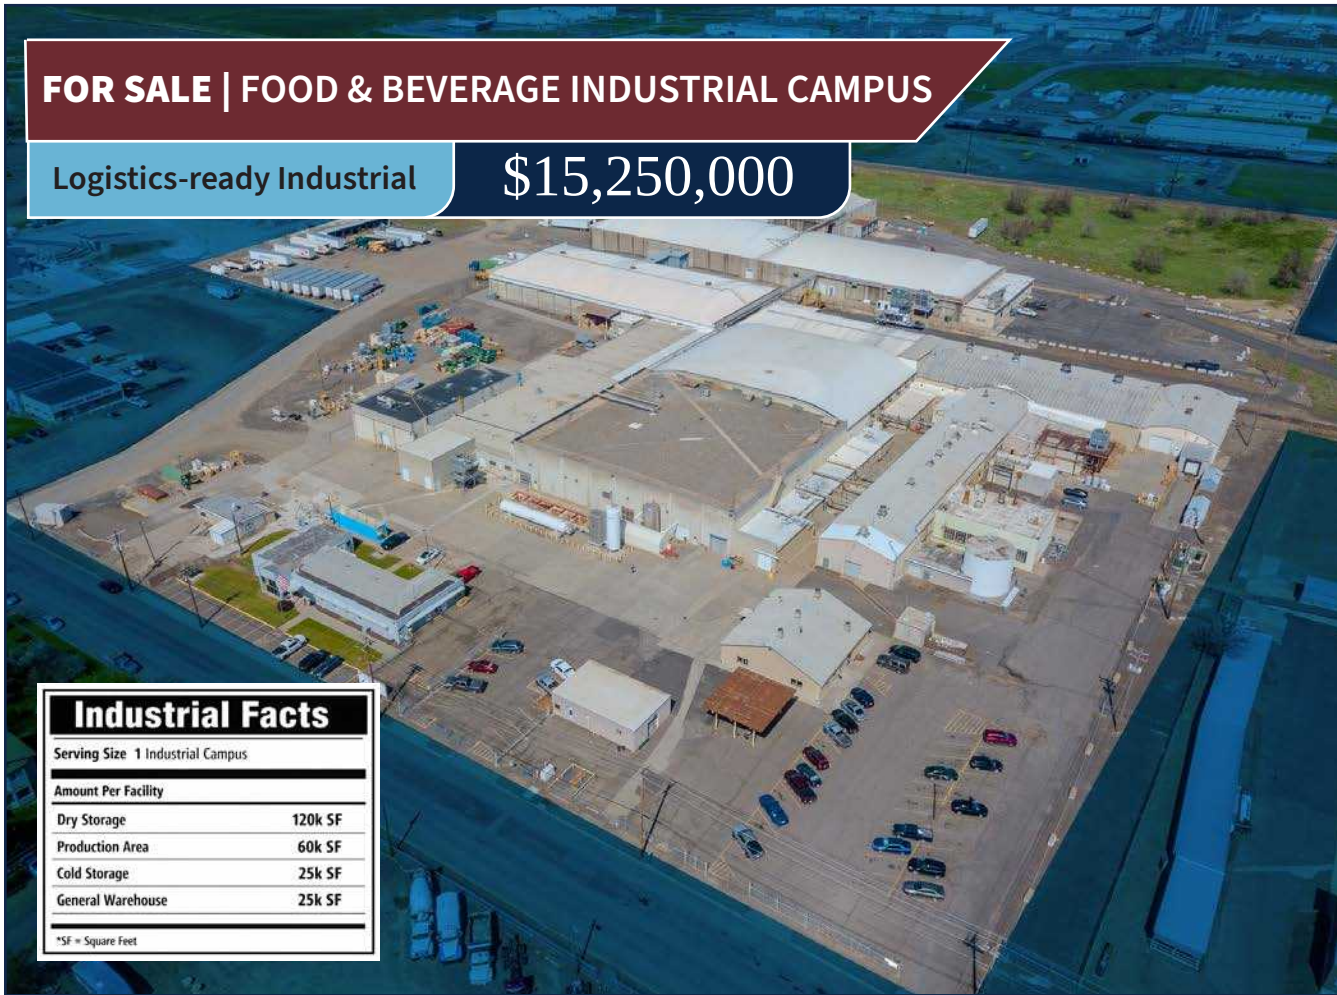 FOR SALE | FOOD & BEVERAGE INDUSTRIAL CAMPUS
Logistics-ready Industrial
$15,250,000
Industrial Facts
Serving Size 1 Industrial Campus
Amount Per Facility
Dry Storage 120k SF
Production Area 60k SF
Cold Storage 25k SF
General Warehouse 25k SF
*SF = Square Feet